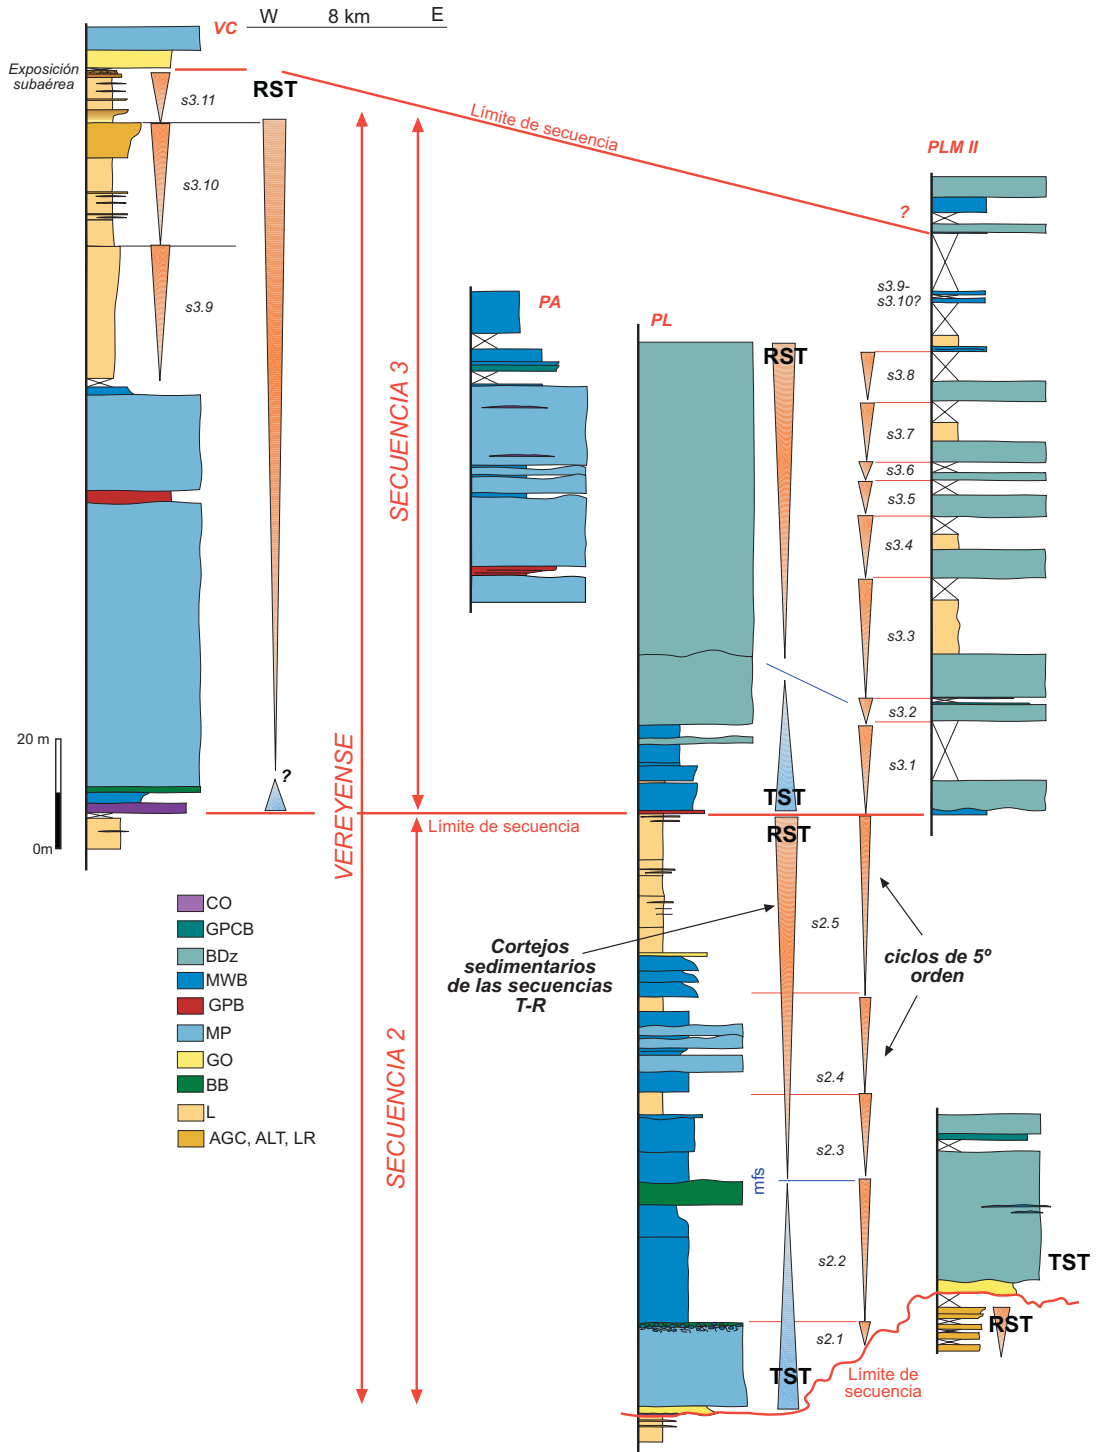 VC
W 8 km E
Exposición
subaérea
RST
s3.11
s3.10
s3.9
Límite de secuencia
PLM II
?
s3.9-
s3.10?
PA
PL
RST
s3.8
s3.7
s3.6
s3.5
s3.4
s3.3
s3.2
s3.1
SECUENCIA 3
VEREYENSE
20 m
0m
?
TST
Límite de secuencia
RST
CO
GPCB
BDz
MWB
GPB
MP
GO
BB
L
AGC, ALT, LR
Cortejos
sedimentarios
de las secuencias
T-R
s2.5
ciclos de 5º
orden
SECUENCIA 2
s2.4
s2.3
mfs
s2.2
s2.1
TST
TST
RST
Límite de
secuencia